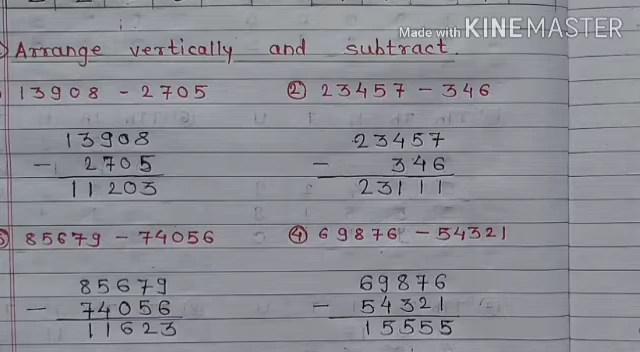 Made with KINEMASTER
Arrange vertically and subtract.
13908 - 2705
② 23457 - 346
13908
- 2705
11203
23457
- 346
23111
③ 85679 - 74056
④ 69876 - 54321
85679
- 74056
11623
69876
- 54321
15555